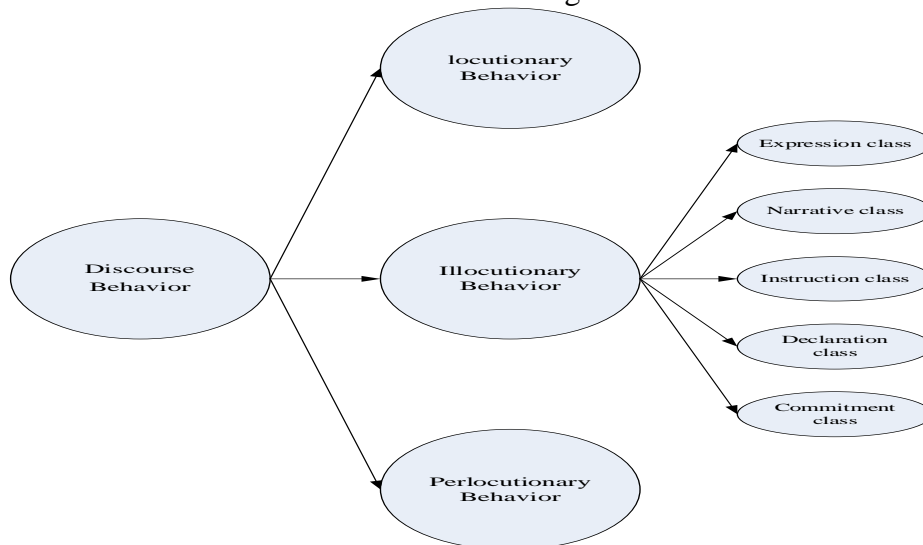 locutionary
Behavior
Expression class
Narrative class
Discourse
Behavior
Illocutionary
Behavior
Instruction class
Declaration
class
Commitment
class
Perlocutionary
Behavior